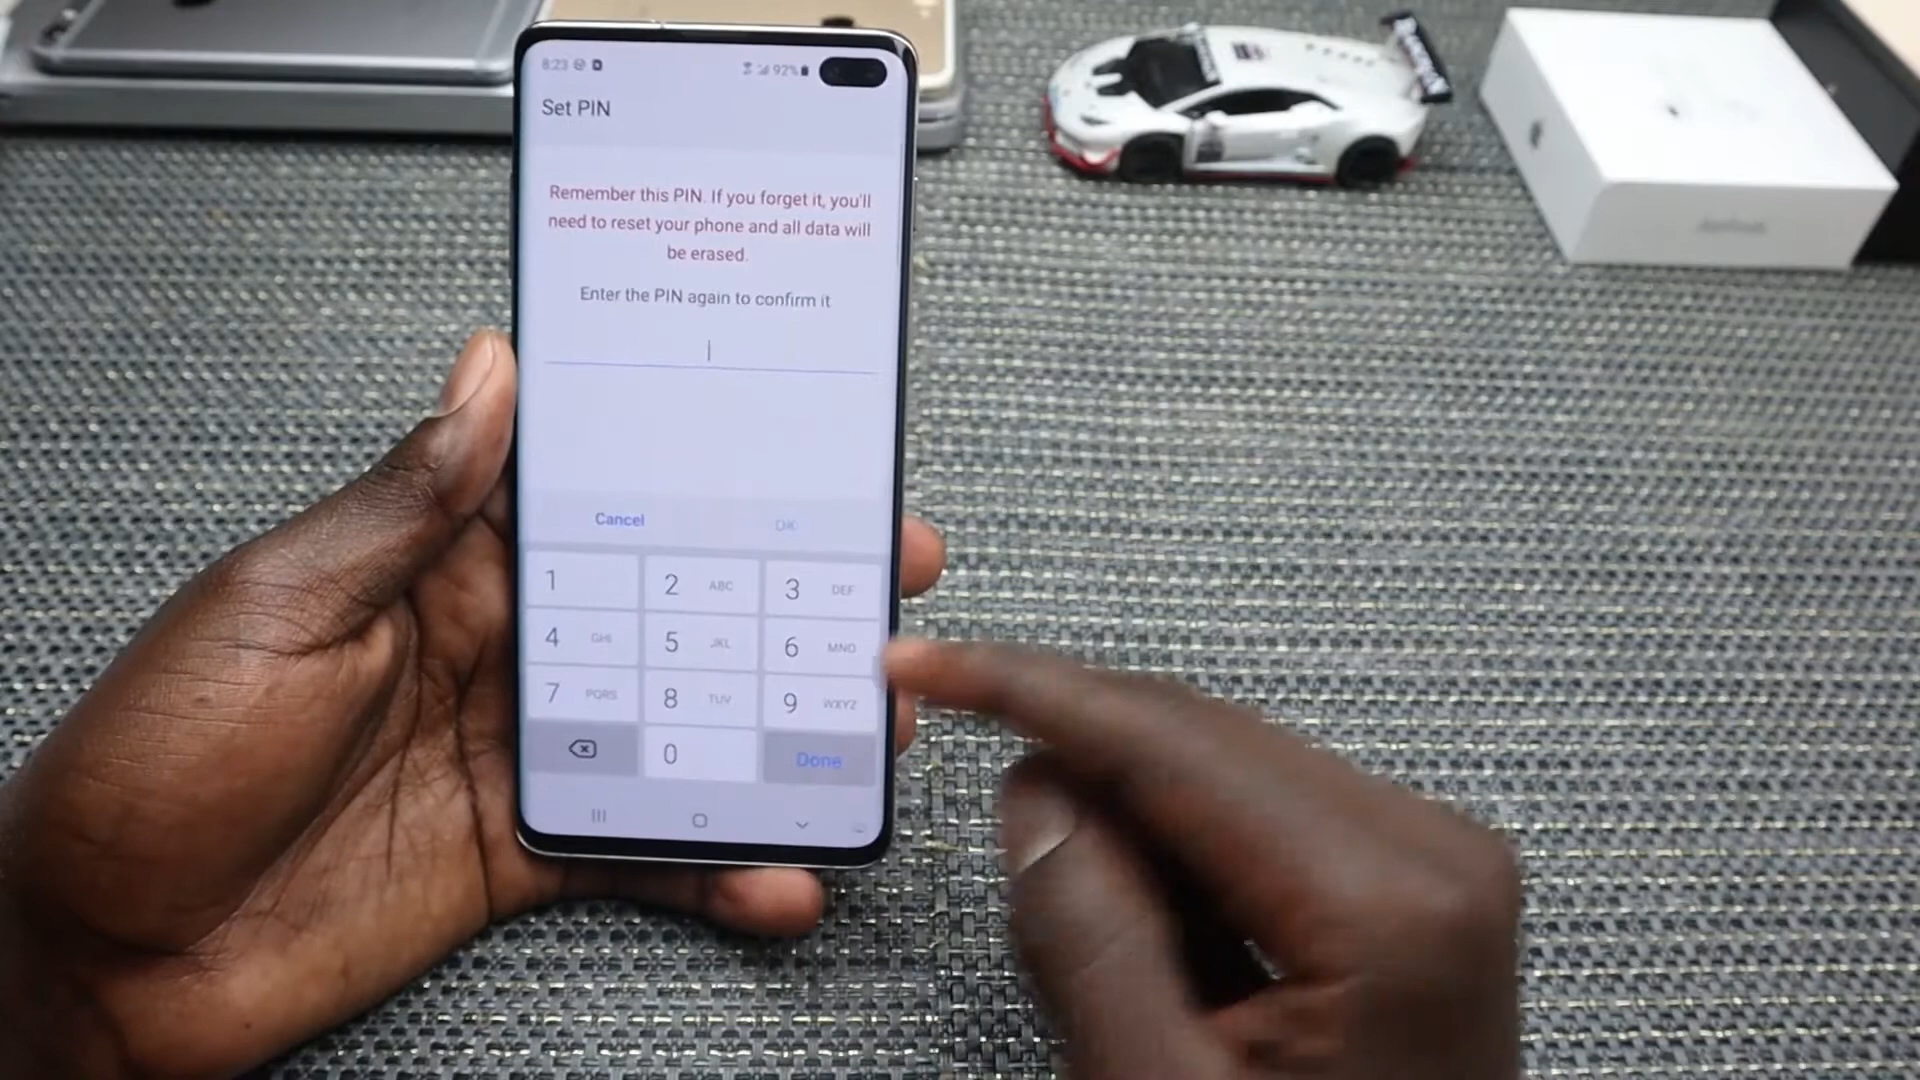 8:23
92%
Set PIN
Remember this PIN. If you forget it, you'll
need to reset your phone and all data will
be erased.
Enter the PIN again to confirm it
Cancel OK
1 2 ABC 3 DEF
4 GHI 5 JKL 6 MNO
7 PQRS 8 TUV 9 WXYZ
0 Done